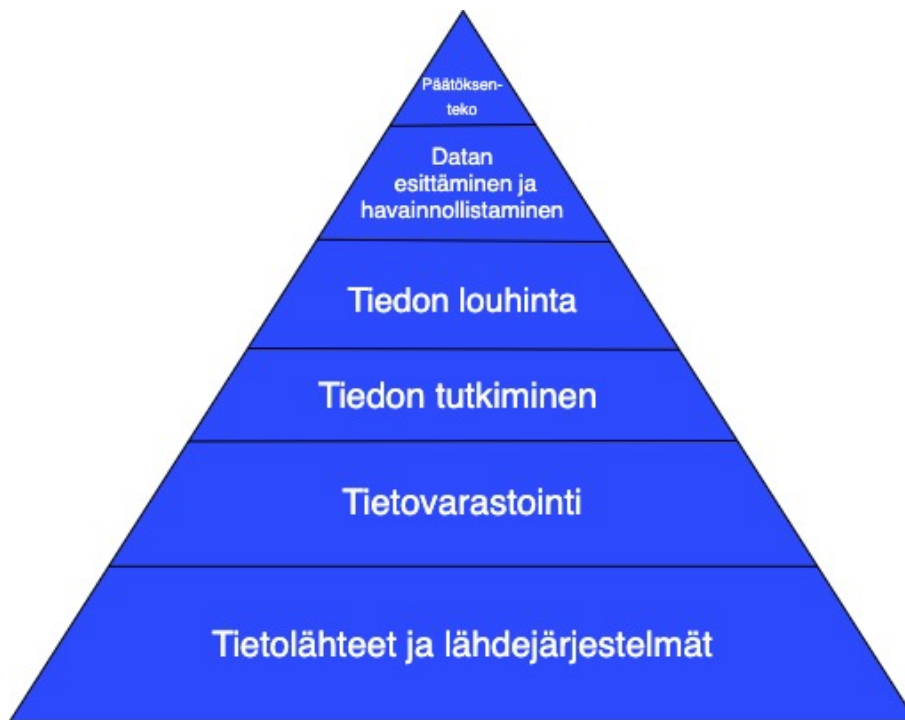 Päätöksen-
teko
Datan
esittäminen ja
havainnollistaminen
Tiedon louhinta
Tiedon tutkiminen
Tietovarastointi
Tietolähteet ja lähdejärjestelmät